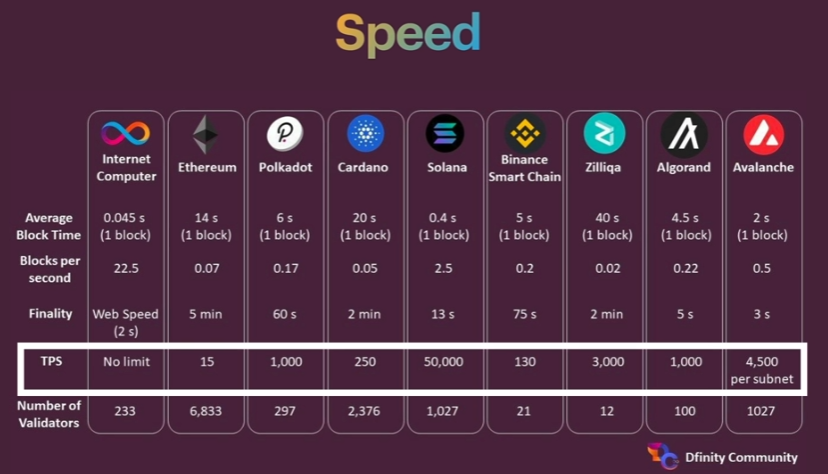 Speed
Internet Computer Ethereum Polkadot Cardano Solana Binance Smart Chain Zilliqa Algorand Avalanche
Average Block Time 0.045 s (1 block) 14 s (1 block) 6 s (1 block) 20 s (1 block) 0.4 s (1 block) 5 s (1 block) 40 s (1 block) 4.5 s (1 block) 2 s (1 block)
Blocks per second 22.5 0.07 0.17 0.05 2.5 0.2 0.02 0.22 0.5
Finality Web Speed (2 s) 5 min 60 s 2 min 13 s 75 s 2 min 5 s 3 s
TPS No limit 15 1,000 250 50,000 130 3,000 1,000 4,500 per subnet
Number of Validators 233 6,833 297 2,376 1,027 21 12 100 1027
Dfinity Community